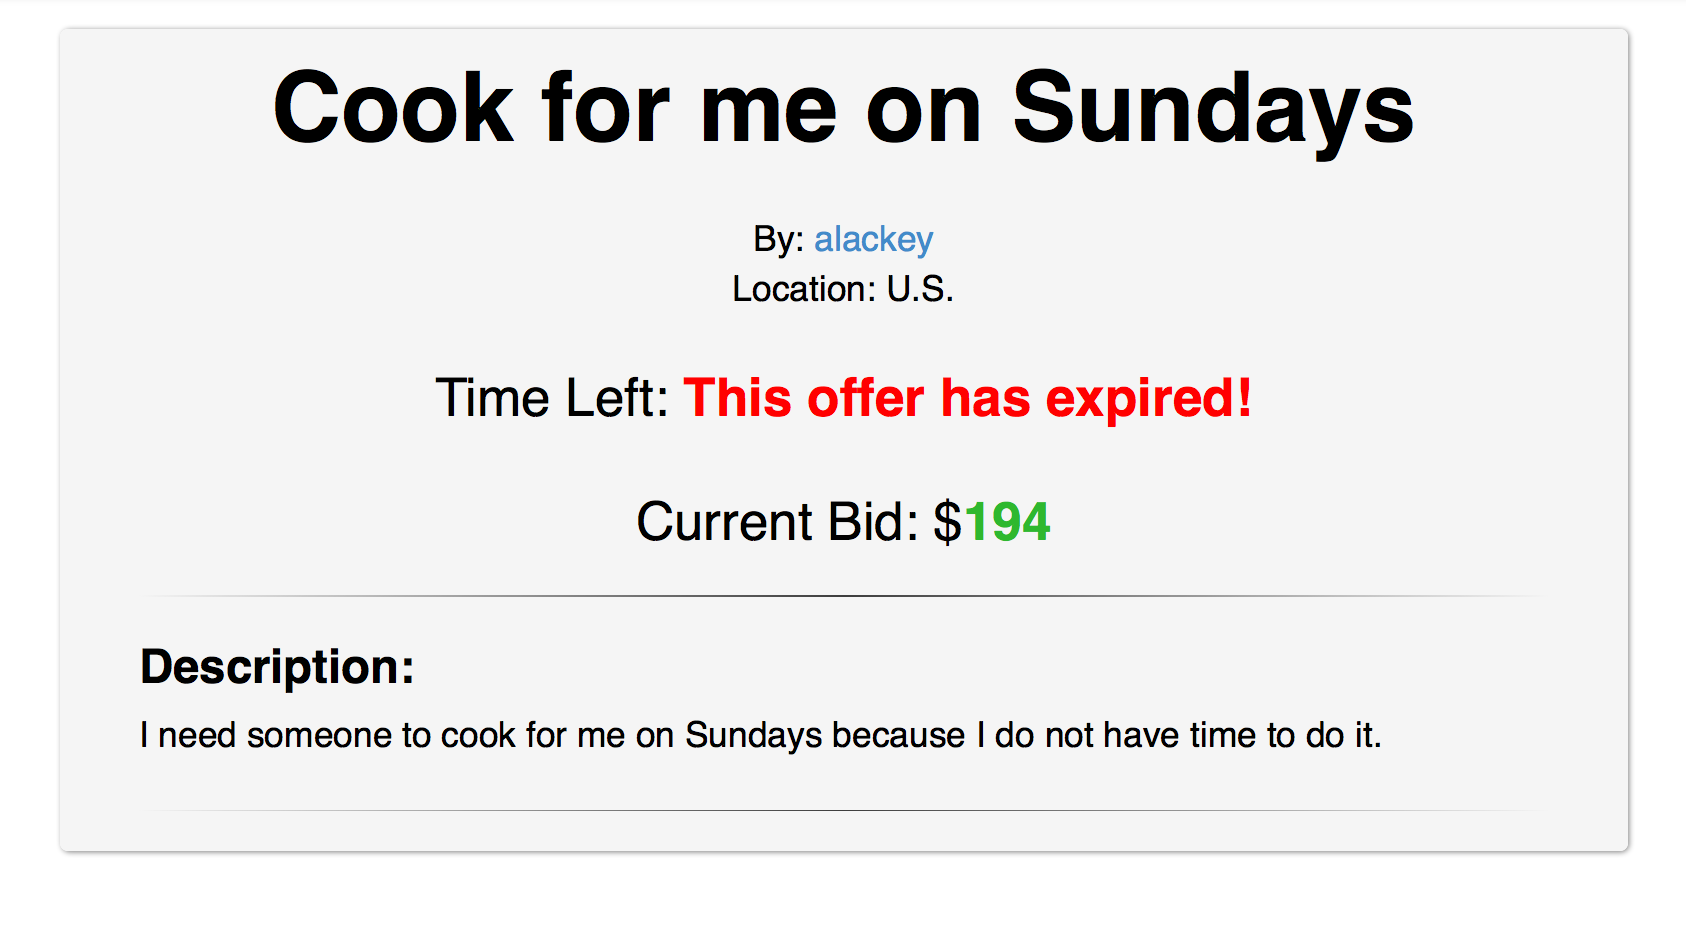 Cook for me on Sundays
By: alackey
Location: U.S.
Time Left: This offer has expired!
Current Bid: $194
Description:
I need someone to cook for me on Sundays because I do not have time to do it.